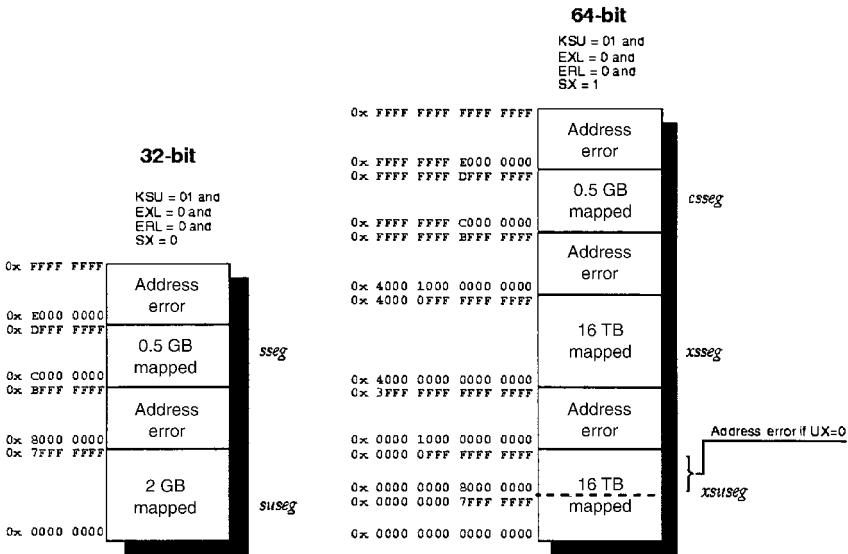 32-bit
KSU = 01 and
EXL = 0 and
ERL = 0 and
SX = 0
0x FFFF FFFF
Address
error
0x E000 0000
0x DFFF FFFF
0.5 GB
mapped
sseg
0x C000 0000
0x BFFF FFFF
Address
error
0x 8000 0000
0x 7FFF FFFF
2 GB
mapped
suseg
0x 0000 0000
64-bit
KSU = 01 and
EXL = 0 and
ERL = 0 and
SX = 1
0x FFFF FFFF FFFF FFFF
Address
error
0x FFFF FFFF E000 0000
0x FFFF FFFF DFFF FFFF
0.5 GB
mapped
csseg
0x FFFF FFFF C000 0000
0x FFFF FFFF BFFF FFFF
Address
error
0x 4000 1000 0000 0000
0x 4000 0FFF FFFF FFFF
16 TB
mapped
xsseg
0x 4000 0000 0000 0000
0x 3FFF FFFF FFFF FFFF
Address
error
Address error if UX=0
0x 0000 1000 0000 0000
0x 0000 0FFF FFFF FFFF
16 TB
mapped
xsuseg
0x 0000 0000 8000 0000
0x 0000 0000 7FFF FFFF
0x 0000 0000 0000 0000